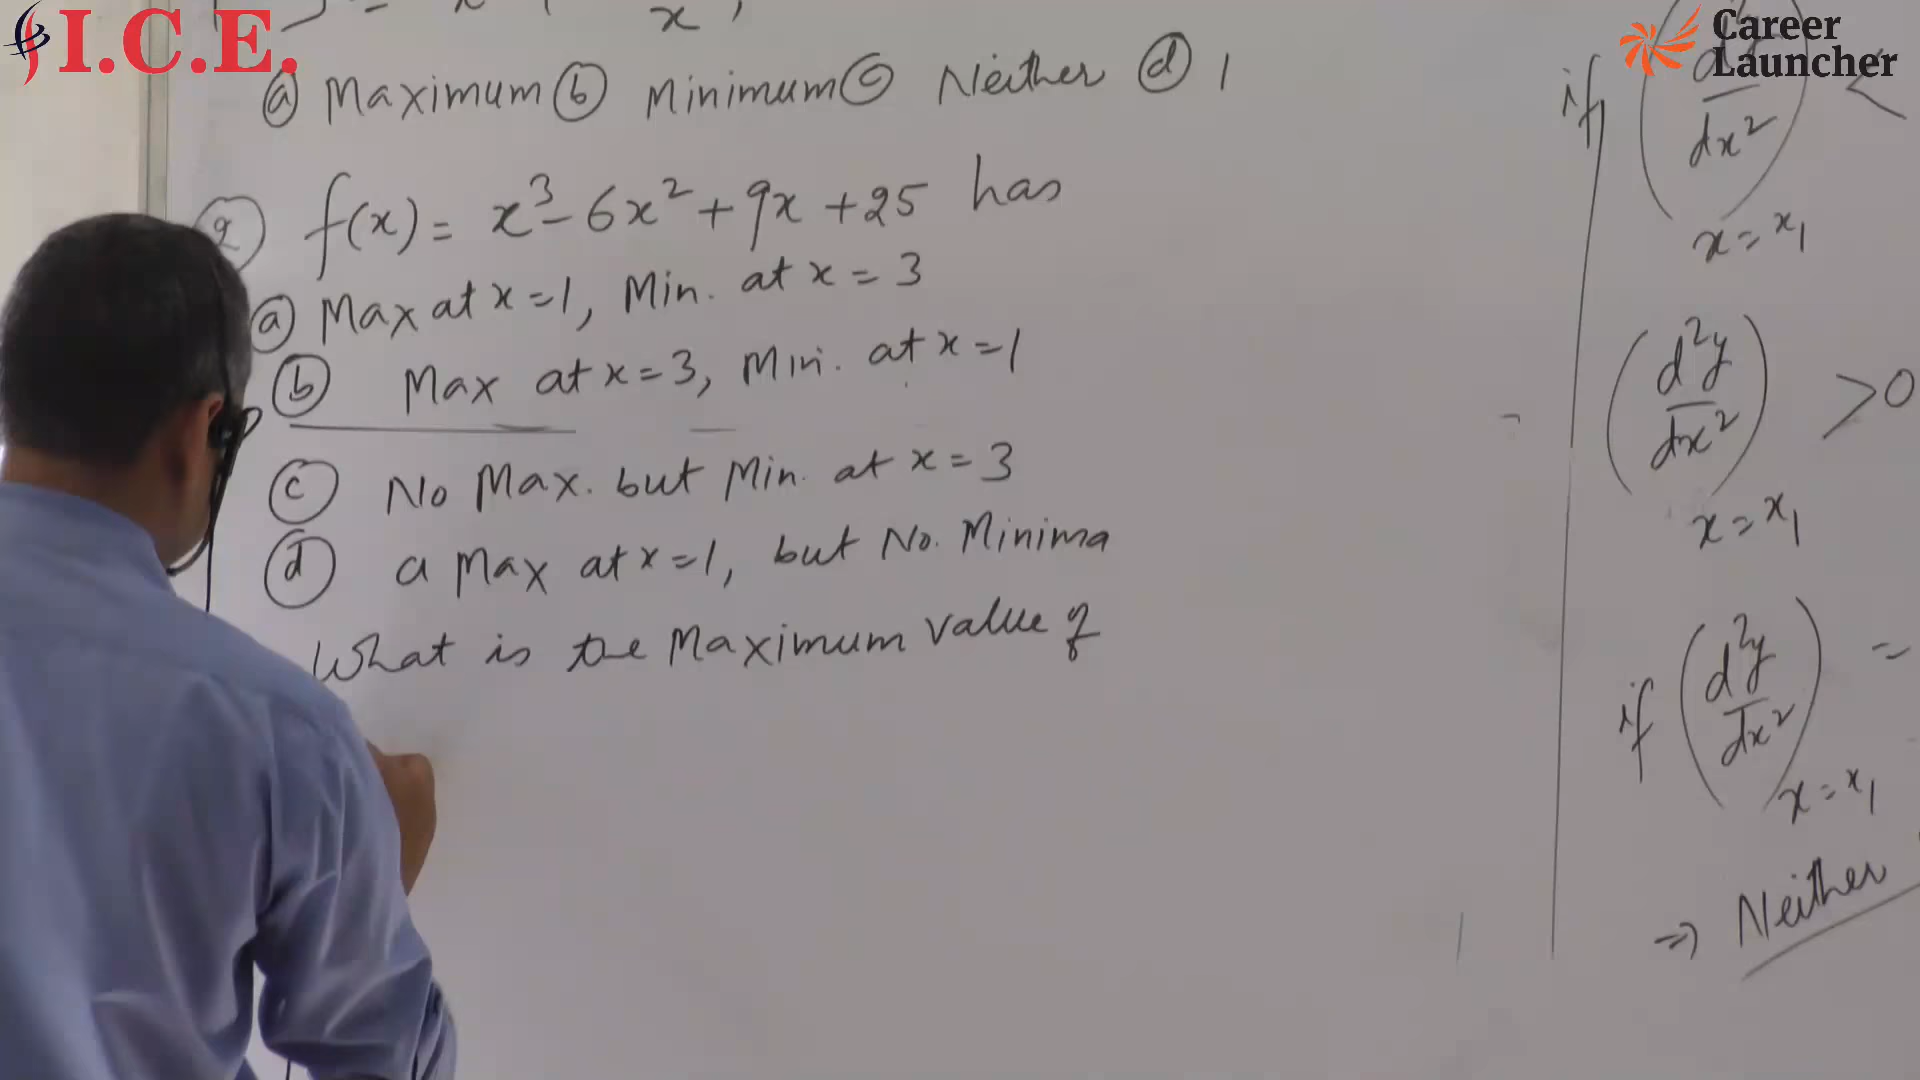 I.C.E.
Career
Launcher
x
(a) Maximum (b) Minimum (c) Neither (d) 1
f(x) = x³ - 6x² + 9x + 25 has
(a) Max at x = 1, Min. at x = 3
(b) Max at x = 3, Min. at x = 1
(c) No Max. but Min. at x = 3
(d) a Max at x = 1, but No. Minima
What is the Maximum value of
if (d²y/dx²) <
x = x₁
(d²y/dx²) > 0
x = x₁
if (d²y/dx²) =
x = x₁
⇒ Neither